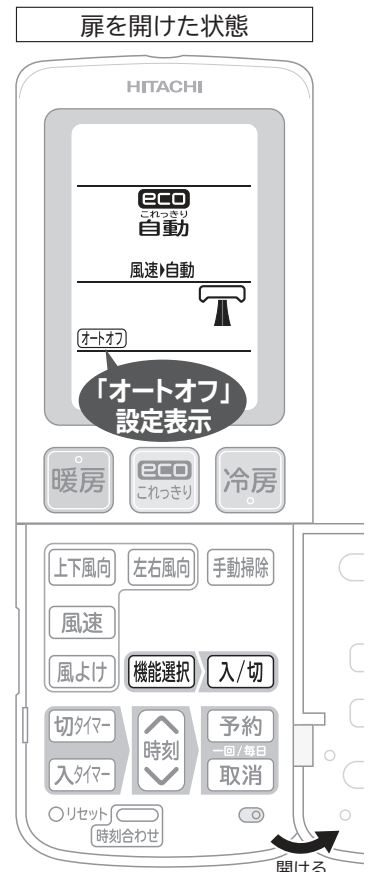 扉を開けた状態
HITACHI
eco
これっきり
自動
風速▶自動
オートオフ
「オートオフ」
設定表示
暖房
eco
これっきり
冷房
上下風向
左右風向
手動掃除
風速
風よけ
機能選択
入/切
切タイマー
時刻
予約
一回/毎日
入タイマー
取消
リセット
時刻合わせ
開ける